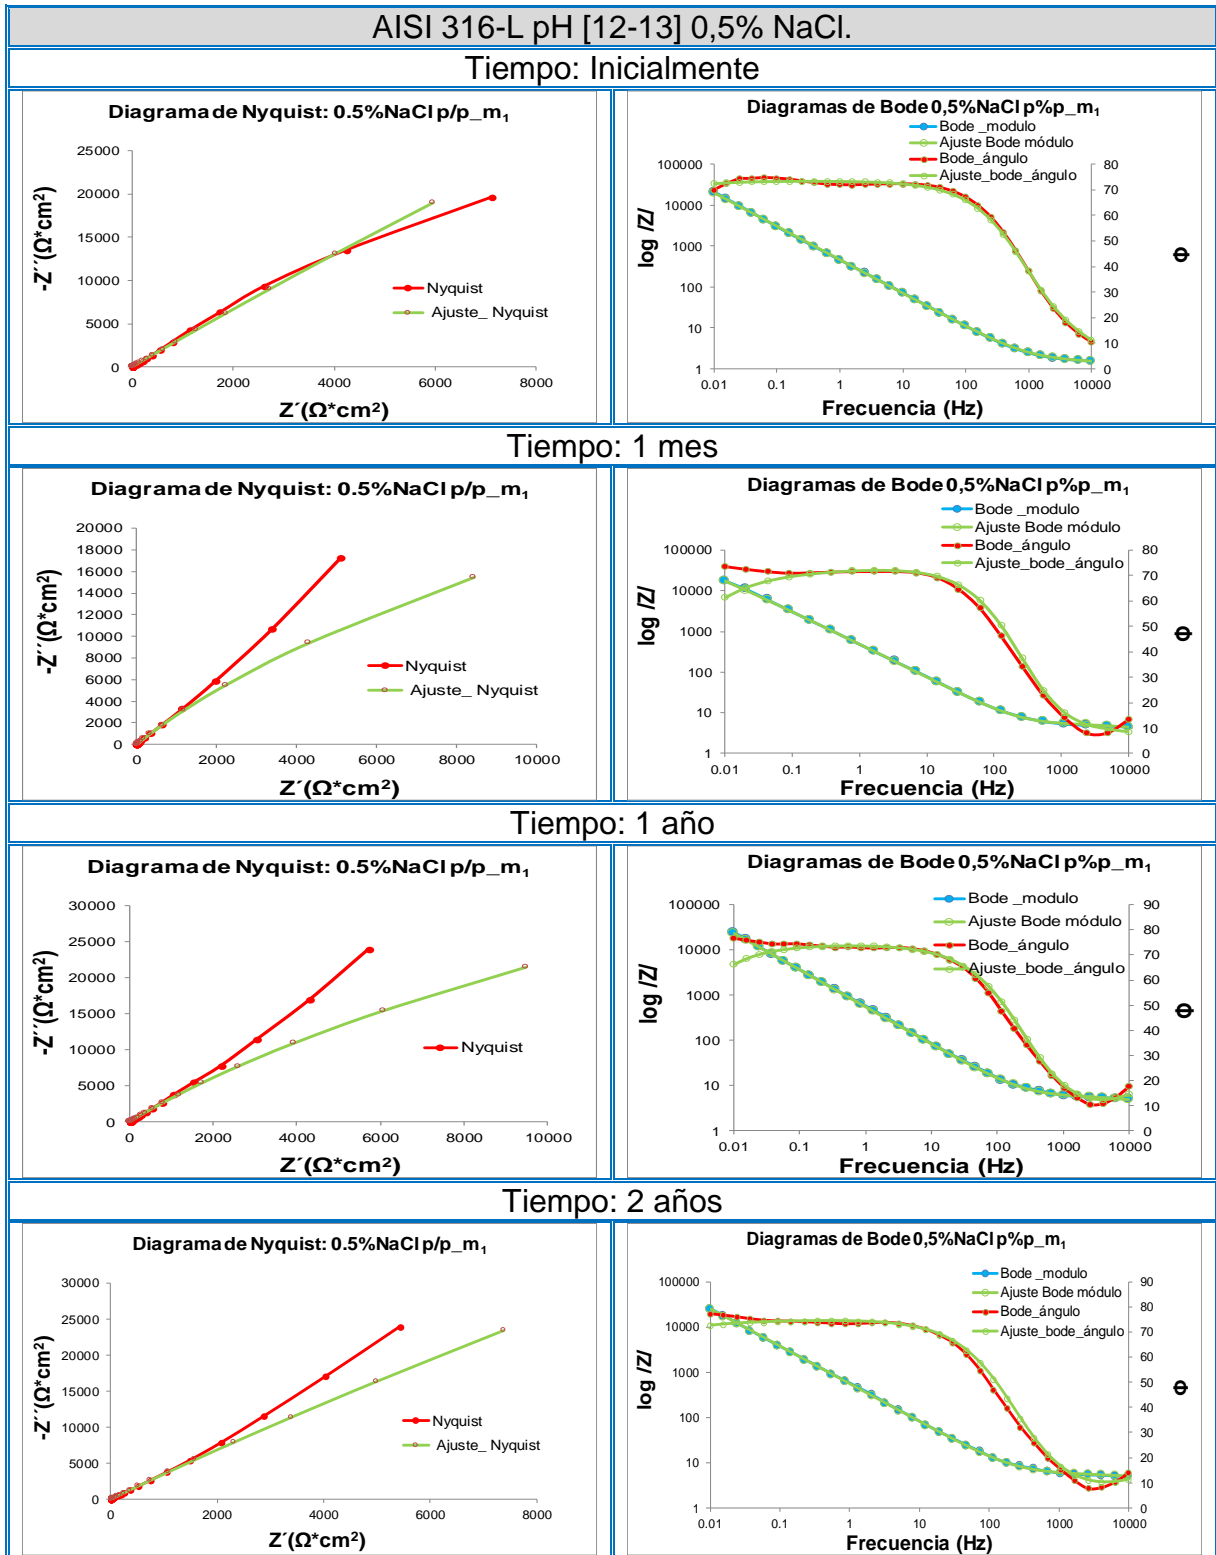 AISI 316-L pH [12-13] 0,5% NaCl.
Tiempo: Inicialmente
Diagrama de Nyquist: 0.5%NaCl p/p_m₁
25000
20000
15000
10000
5000
0
0 2000 4000 6000 8000
-Z´´(Ω*cm²)
Z´(Ω*cm²)
Nyquist
Ajuste_ Nyquist
Diagramas de Bode 0,5%NaCl p%p_m₁
Bode _modulo
Ajuste Bode módulo
Bode_ángulo
Ajuste_bode_ángulo
100000
10000
1000
100
10
1
log /Z/
80
70
60
50
40
30
20
10
0
Φ
0.01 0.1 1 10 100 1000 10000
Frecuencia (Hz)
Tiempo: 1 mes
Diagrama de Nyquist: 0.5%NaCl p/p_m₁
20000
18000
16000
14000
12000
10000
8000
6000
4000
2000
0
0 2000 4000 6000 8000 10000
-Z´´(Ω*cm²)
Z´(Ω*cm²)
Nyquist
Ajuste_ Nyquist
Diagramas de Bode 0,5%NaCl p%p_m₁
Bode _modulo
Ajuste Bode módulo
Bode_ángulo
Ajuste_bode_ángulo
100000
10000
1000
100
10
1
log /Z/
80
70
60
50
40
30
20
10
0
Φ
0.01 0.1 1 10 100 1000 10000
Frecuencia (Hz)
Tiempo: 1 año
Diagrama de Nyquist: 0.5%NaCl p/p_m₁
30000
25000
20000
15000
10000
5000
0
0 2000 4000 6000 8000 10000
-Z´´(Ω*cm²)
Z´(Ω*cm²)
Nyquist
Diagramas de Bode 0,5%NaCl p%p_m₁
Bode _modulo
Ajuste Bode módulo
Bode_ángulo
Ajuste_bode_ángulo
100000
10000
1000
100
10
1
log /Z/
90
80
70
60
50
40
30
20
10
0
Φ
0.01 0.1 1 10 100 1000 10000
Frecuencia (Hz)
Tiempo: 2 años
Diagrama de Nyquist: 0.5%NaCl p/p_m₁
30000
25000
20000
15000
10000
5000
0
0 2000 4000 6000 8000
-Z´´(Ω*cm²)
Z´(Ω*cm²)
Nyquist
Ajuste_ Nyquist
Diagramas de Bode 0,5%NaCl p%p_m₁
Bode _modulo
Ajuste Bode módulo
Bode_ángulo
Ajuste_bode_ángulo
100000
10000
1000
100
10
1
log /Z/
90
80
70
60
50
40
30
20
10
0
Φ
0.01 0.1 1 10 100 1000 10000
Frecuencia (Hz)